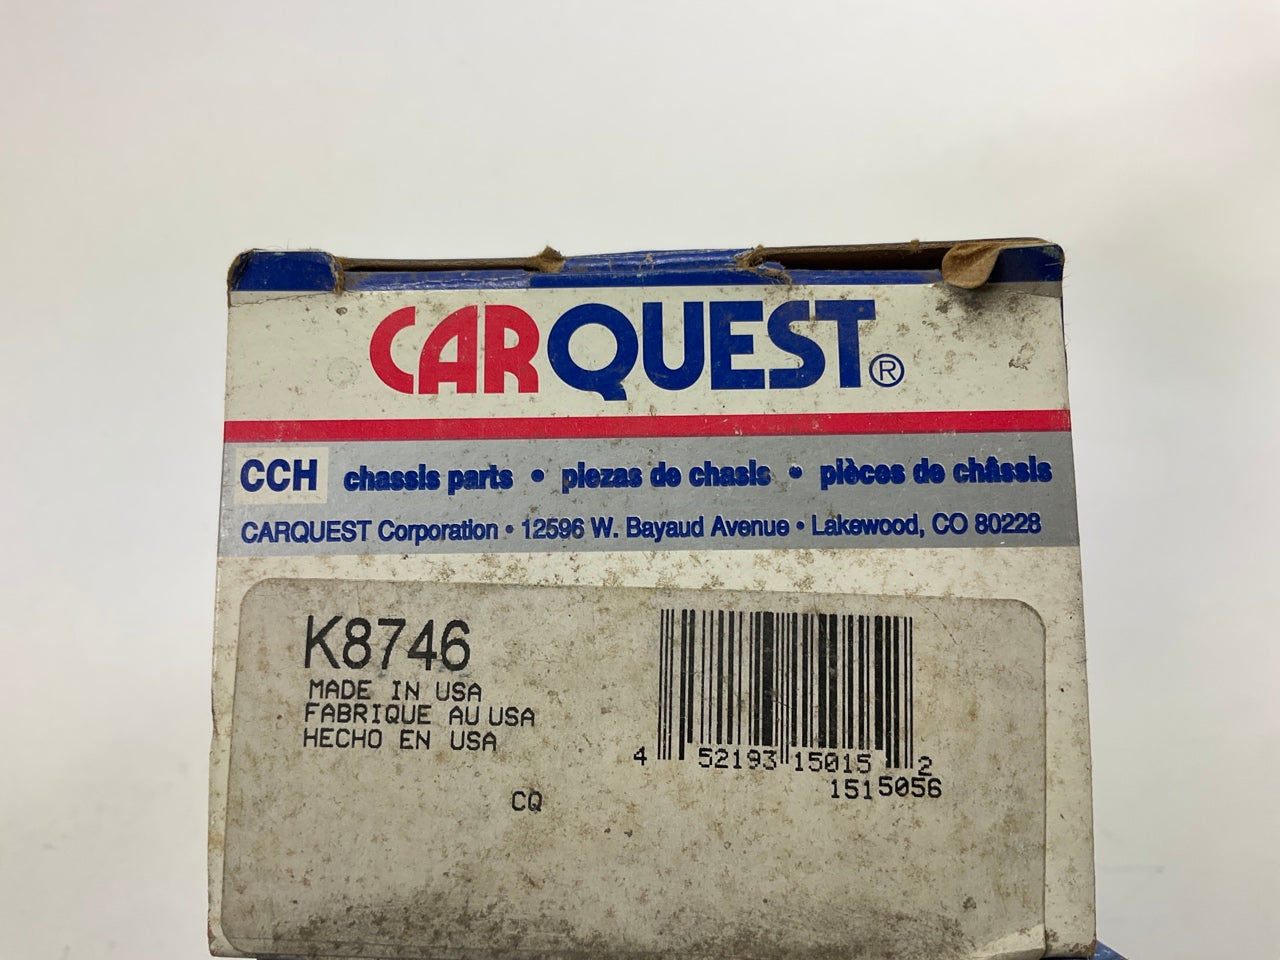 CARQUEST®
CCH chassis parts • piezas de chasis • pièces de châssis
CARQUEST Corporation • 12596 W. Bayaud Avenue • Lakewood, CO 80228
K8746
MADE IN USA
FABRIQUE AU USA
HECHO EN USA
CQ
4 52193 15015 2
1515056